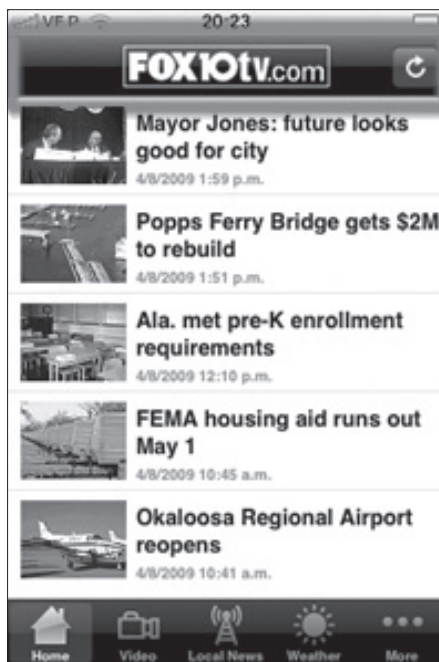 VF P 20:23
FOX10tv.com
Mayor Jones: future looks
good for city
4/8/2009 1:59 p.m.
Popps Ferry Bridge gets $2M
to rebuild
4/8/2009 1:51 p.m.
Ala. met pre-K enrollment
requirements
4/8/2009 12:10 p.m.
FEMA housing aid runs out
May 1
4/8/2009 10:45 a.m.
Okaloosa Regional Airport
reopens
4/8/2009 10:41 a.m.
Home Video Local News Weather More